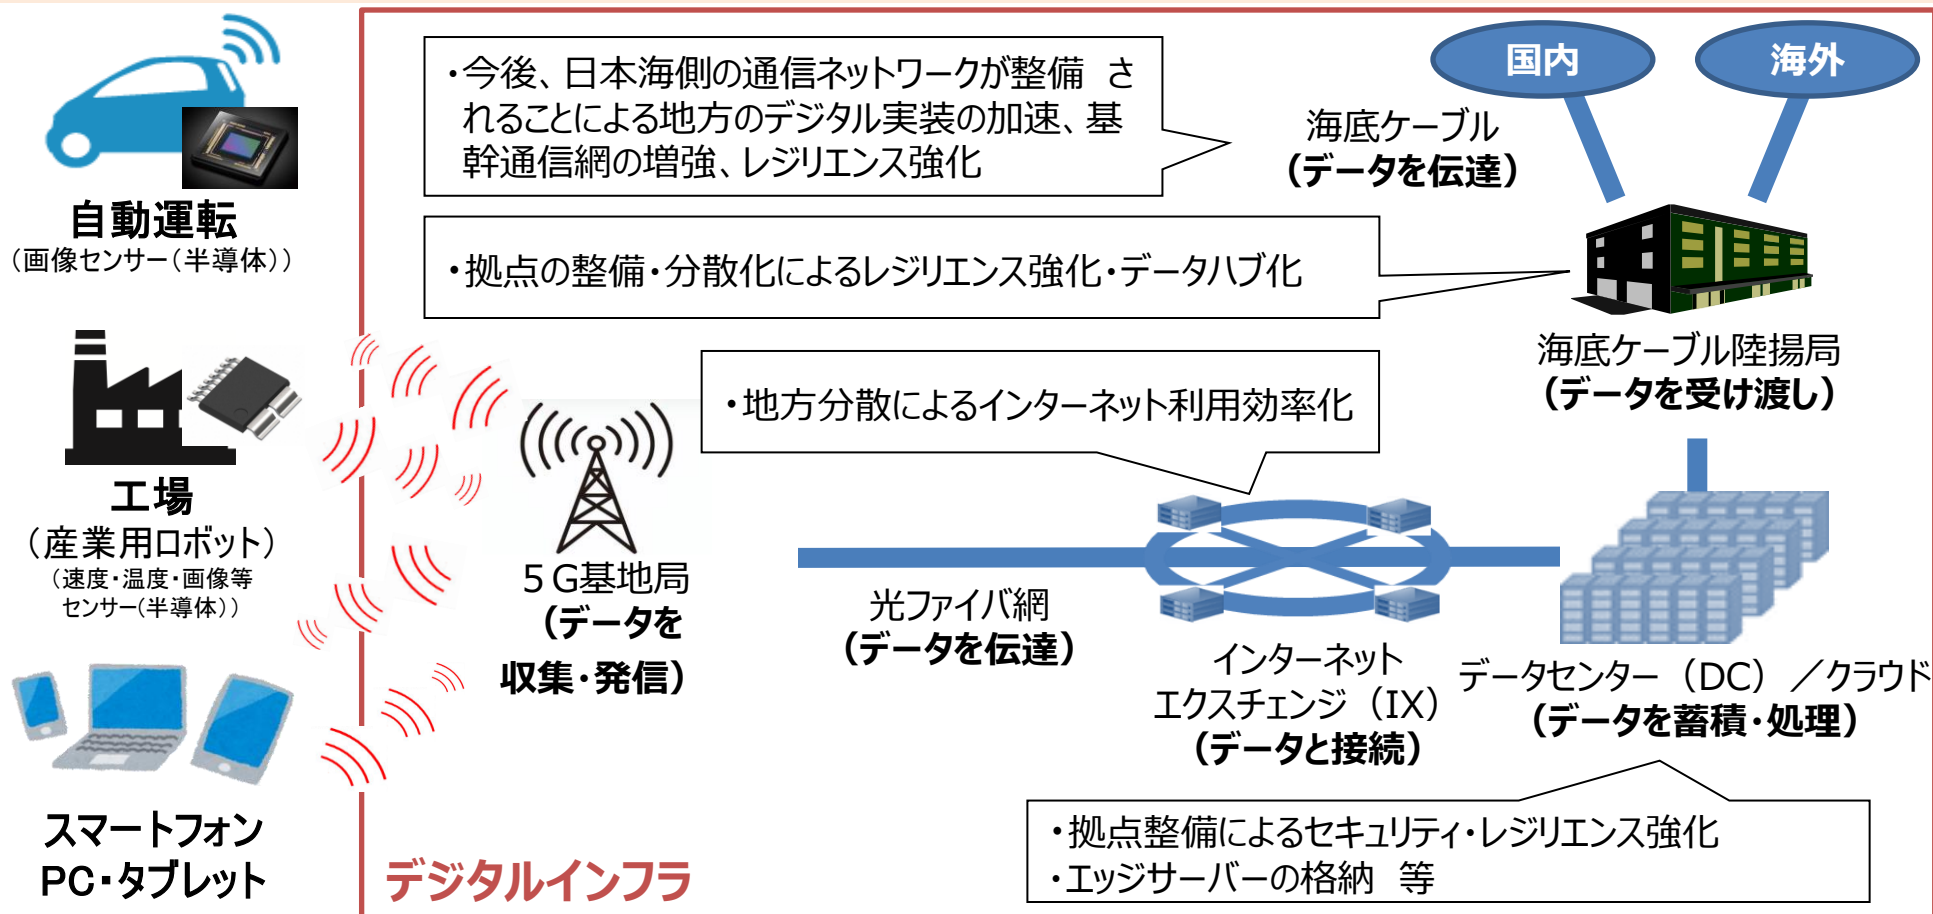 ・今後、日本海側の通信ネットワークが整備 さ
れることによる地方のデジタル実装の加速、基
幹通信網の増強、レジリエンス強化
国内
海外
海底ケーブル
（データを伝達）
自動運転
（画像センサー（半導体））
・拠点の整備・分散化によるレジリエンス強化・データハブ化
海底ケーブル陸揚局
（データを受け渡し）
・地方分散によるインターネット利用効率化
工場
（産業用ロボット）
（速度・温度・画像等
センサー（半導体））
５G基地局
（データを
収集・発信）
光ファイバ網
（データを伝達）
インターネット
エクスチェンジ（IX）
（データと接続）
データセンター（DC）／クラウド
（データを蓄積・処理）
スマートフォン
PC・タブレット
デジタルインフラ
・拠点整備によるセキュリティ・レジリエンス強化
・エッジサーバーの格納 等